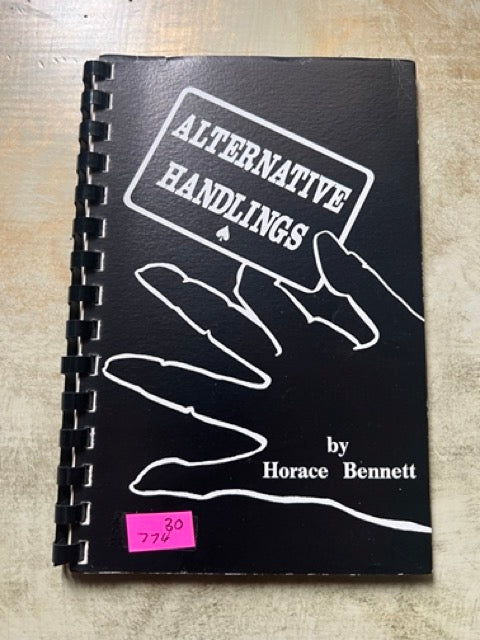 ALTERNATIVE
HANDLINGS
by
Horace Bennett
30
774